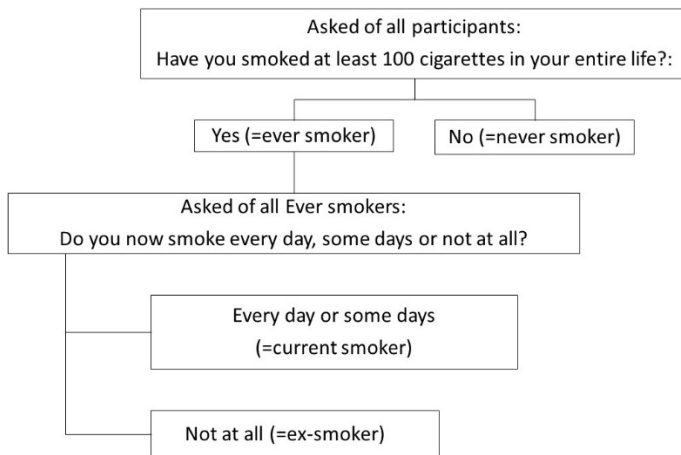 Asked of all participants:
Have you smoked at least 100 cigarettes in your entire life?:
Yes (=ever smoker)
No (=never smoker)
Asked of all Ever smokers:
Do you now smoke every day, some days or not at all?
Every day or some days
(=current smoker)
Not at all (=ex-smoker)